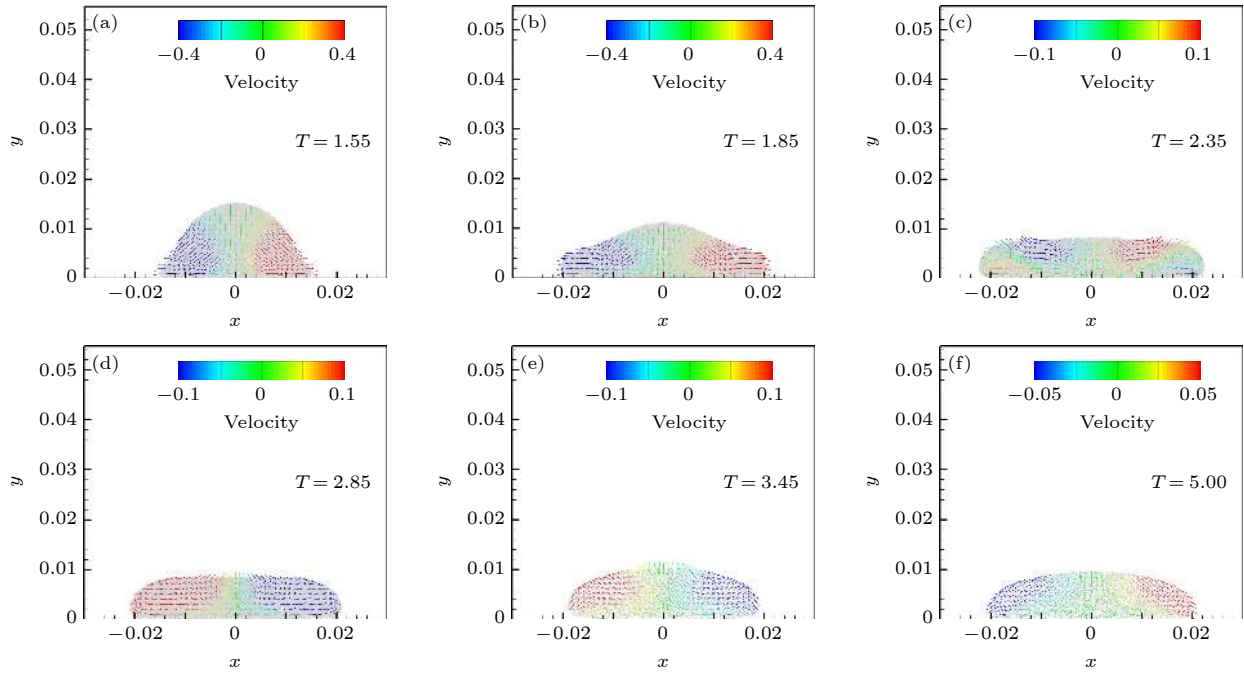 (a)
0.05
−0.4 0 0.4
Velocity
0.04
0.03
T = 1.55
y
0.02
0.01
0
−0.02 0 0.02
x
(b)
0.05
−0.4 0 0.4
Velocity
0.04
0.03
T = 1.85
y
0.02
0.01
0
−0.02 0 0.02
x
(c)
0.05
−0.1 0 0.1
Velocity
0.04
0.03
T = 2.35
y
0.02
0.01
0
−0.02 0 0.02
x
(d)
0.05
−0.1 0 0.1
Velocity
0.04
0.03
T = 2.85
y
0.02
0.01
0
−0.02 0 0.02
x
(e)
0.05
−0.1 0 0.1
Velocity
0.04
0.03
T = 3.45
y
0.02
0.01
0
−0.02 0 0.02
x
(f)
0.05
−0.05 0 0.05
Velocity
0.04
0.03
T = 5.00
y
0.02
0.01
0
−0.02 0 0.02
x